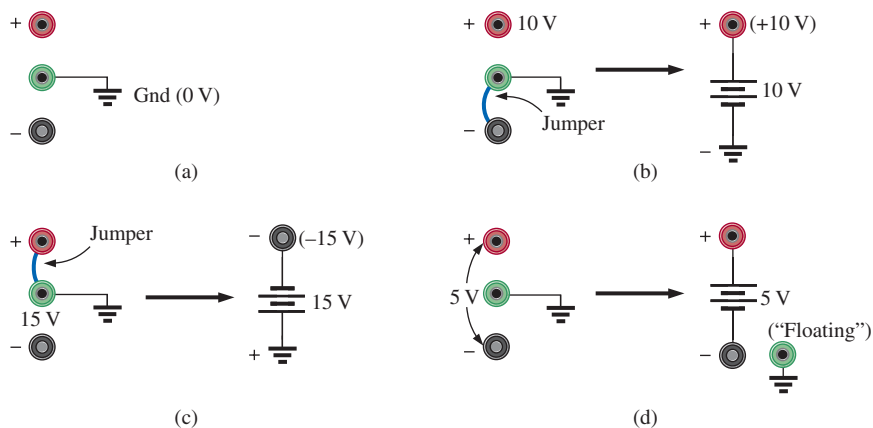 +
Gnd (0 V)
–
(a)
+ 10 V
Jumper
–
+ (+10 V)
10 V
–
(b)
+
Jumper
15 V
–
– (–15 V)
15 V
+
(c)
+
5 V
–
+
5 V
–
("Floating")
(d)